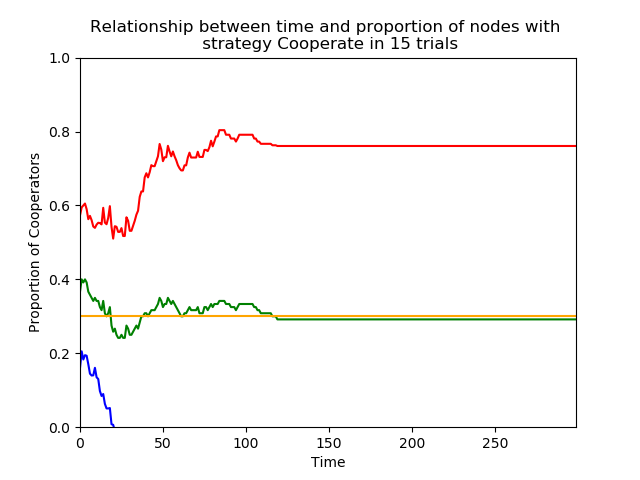 Relationship between time and proportion of nodes with
strategy Cooperate in 15 trials
1.0
0.8
0.6
0.4
0.2
0.0
Proportion of Cooperators
0 50 100 150 200 250
Time